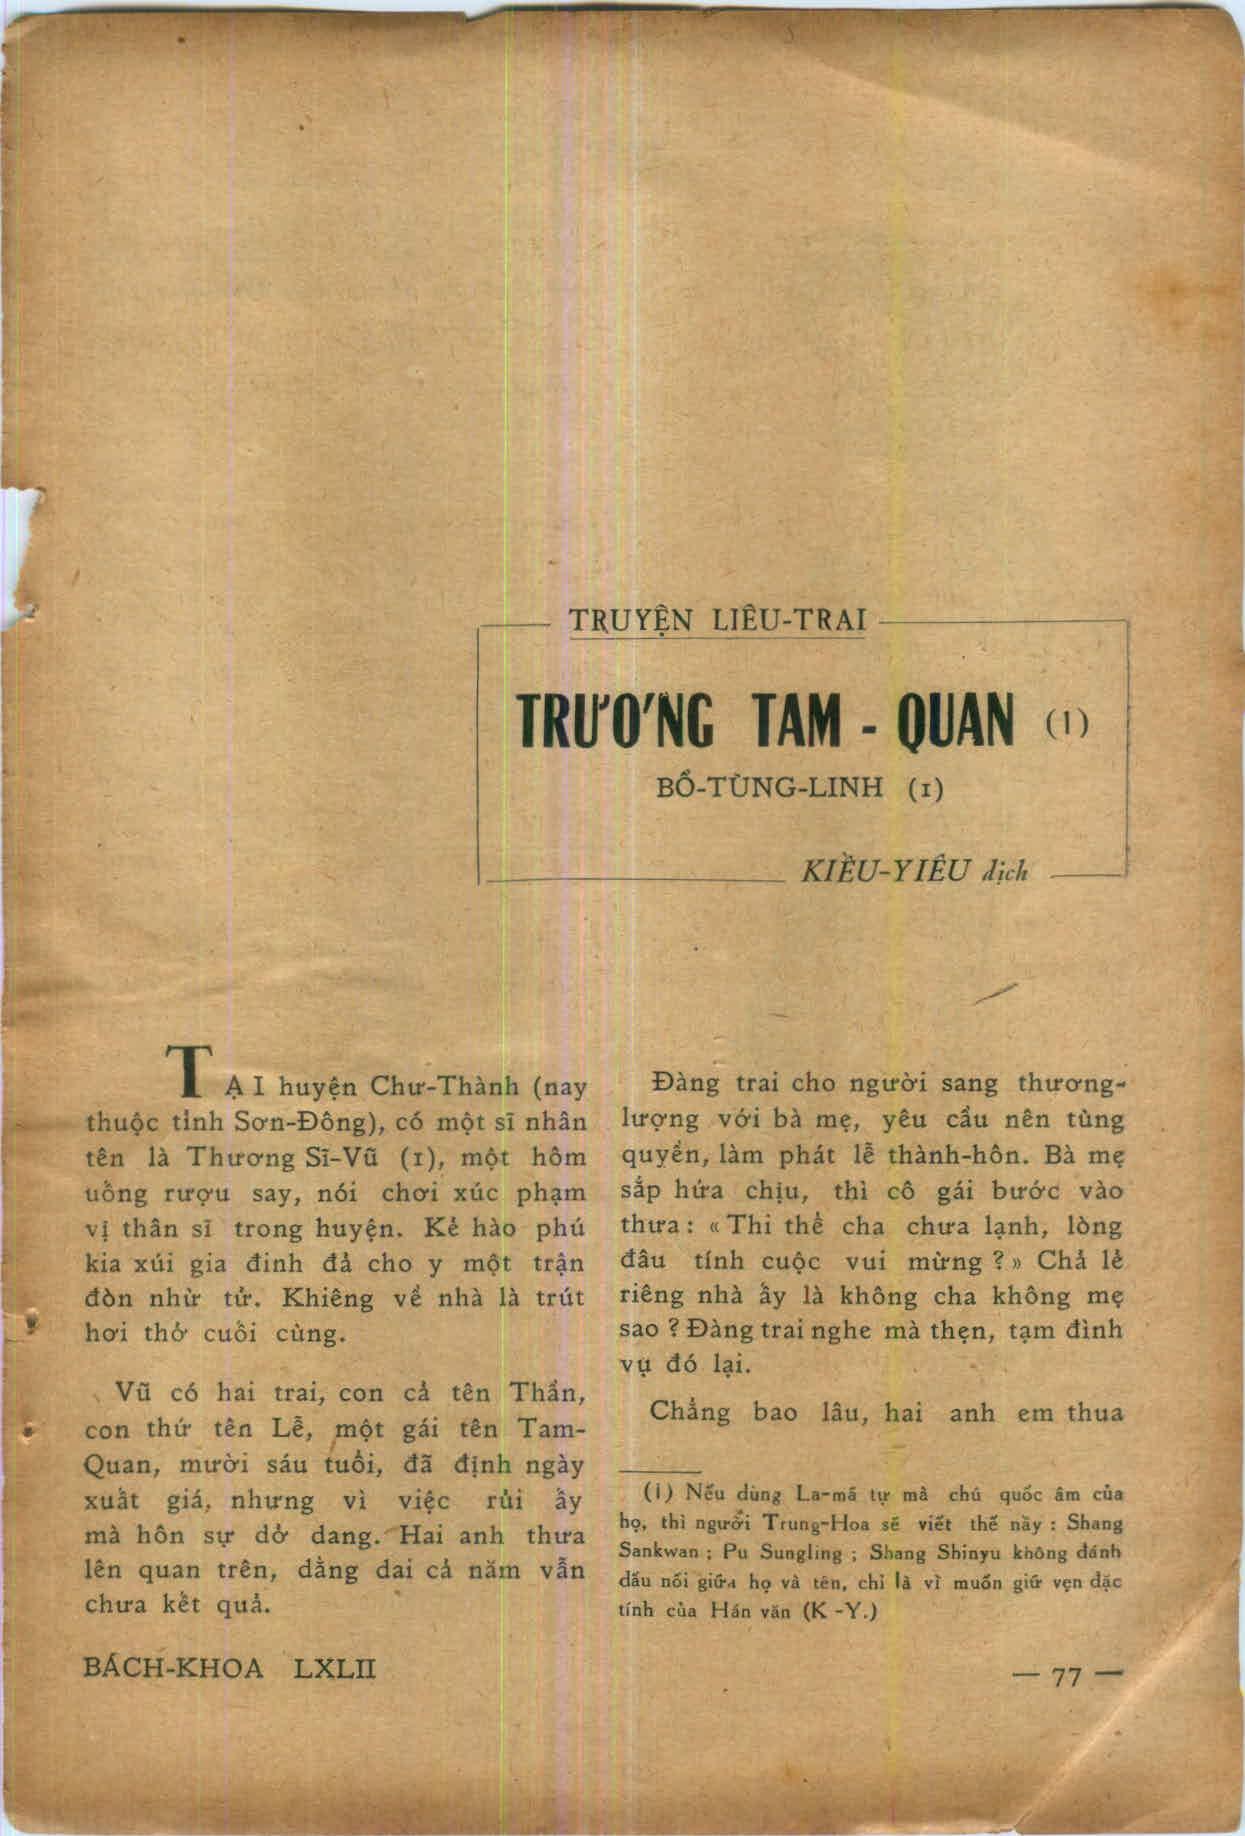 TRUYỆN LIÊU-TRAI
TRƯƠNG TAM - QUAN (1)
BỒ-TÙNG-LINH (1)
KIỀU-YIÊU dịch
TẠI huyện Chư-Thành (nay
thuộc tỉnh Sơn-Đông), có một sĩ nhân
tên là Thương Sĩ-Vũ (1), một hôm
uống rượu say, nói chơi xúc phạm
vị thân sĩ trong huyện. Kẻ hào phú
kia xúi gia đinh đả cho y một trận
đòn nhừ tử. Khiêng về nhà là trút
hơi thở cuối cùng.
Vũ có hai trai, con cả tên Thần,
con thứ tên Lễ, một gái tên Tam-
Quan, mười sáu tuổi, đã định ngày
xuất giá, nhưng vì việc rủi ấy
mà hôn sự dở dang. Hai anh thưa
lên quan trên, dằng dai cả năm vẫn
chưa kết quả.
Đàng trai cho người sang thương-
lượng với bà mẹ, yêu cầu nên tùng
quyền, làm phát lễ thành-hôn. Bà mẹ
sắp hứa chịu, thì cô gái bước vào
thưa : « Thi thể cha chưa lạnh, lòng
đâu tính cuộc vui mừng ? » Chả lẻ
riêng nhà ấy là không cha không mẹ
sao ? Đàng trai nghe mà thẹn, tạm đình
vụ đó lại.
Chẳng bao lâu, hai anh em thua
(1) Nếu dùng La-mã tự mà chú quốc âm của
họ, thì người Trung-Hoa sẽ viết thế nầy : Shang
Sankwan ; Pu Sungling ; Shang Shinyu không đánh
dấu nối giữa họ và tên, chỉ là vì muốn giữ vẹn đặc
tính của Hán văn (K -Y.)
BÁCH-KHOA LXLII
— 77 —